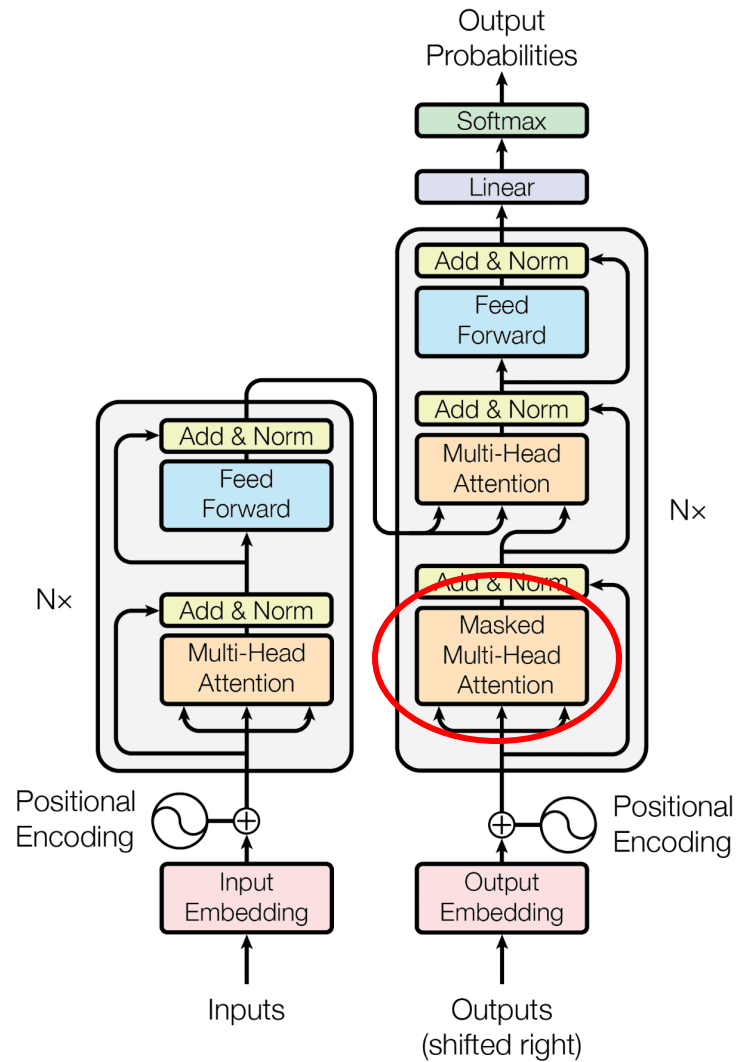 Output
Probabilities
Softmax
Linear
Add & Norm
Feed
Forward
Add & Norm
Multi-Head
Attention
Add & Norm
Masked
Multi-Head
Attention
N×
Add & Norm
Feed
Forward
Add & Norm
Multi-Head
Attention
N×
Positional
Encoding
Positional
Encoding
Input
Embedding
Output
Embedding
Inputs
Outputs
(shifted right)